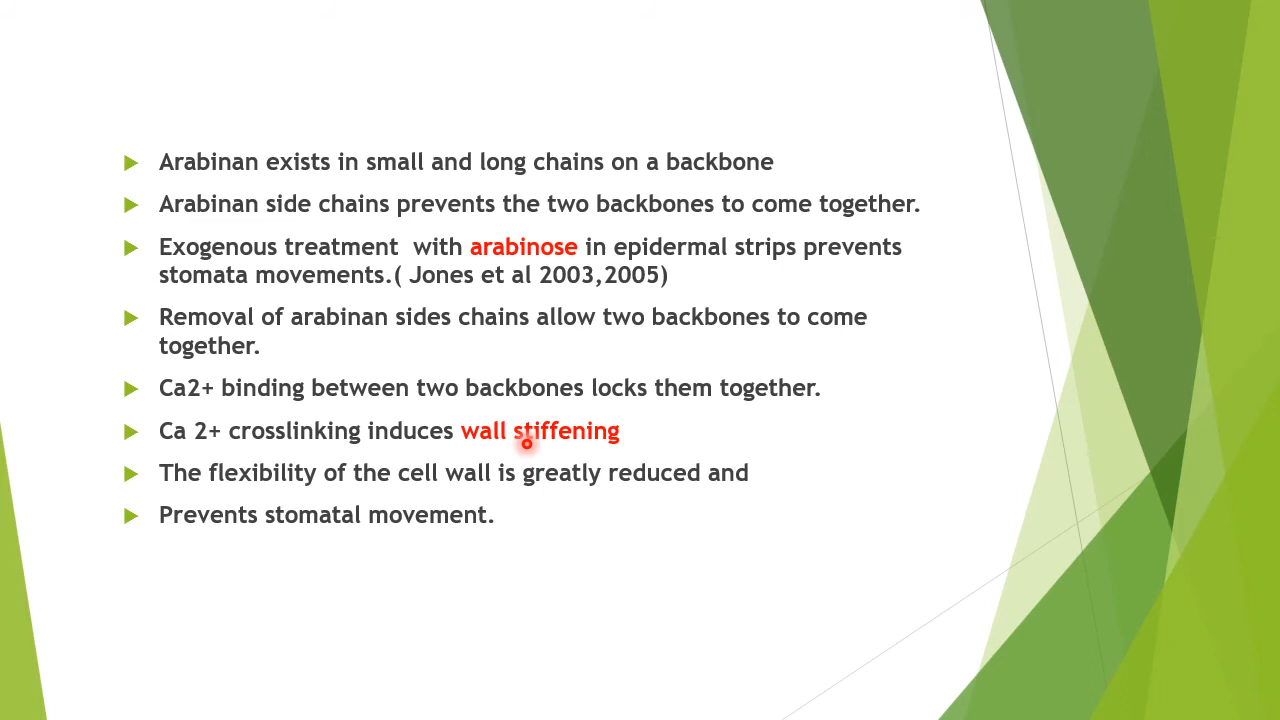 Arabinan exists in small and long chains on a backbone
Arabinan side chains prevents the two backbones to come together.
Exogenous treatment  with arabinose in epidermal strips prevents
stomata movements.( Jones et al 2003,2005)
Removal of arabinan sides chains allow two backbones to come
together.
Ca2+ binding between two backbones locks them together.
Ca 2+ crosslinking induces wall stiffening
The flexibility of the cell wall is greatly reduced and
Prevents stomatal movement.